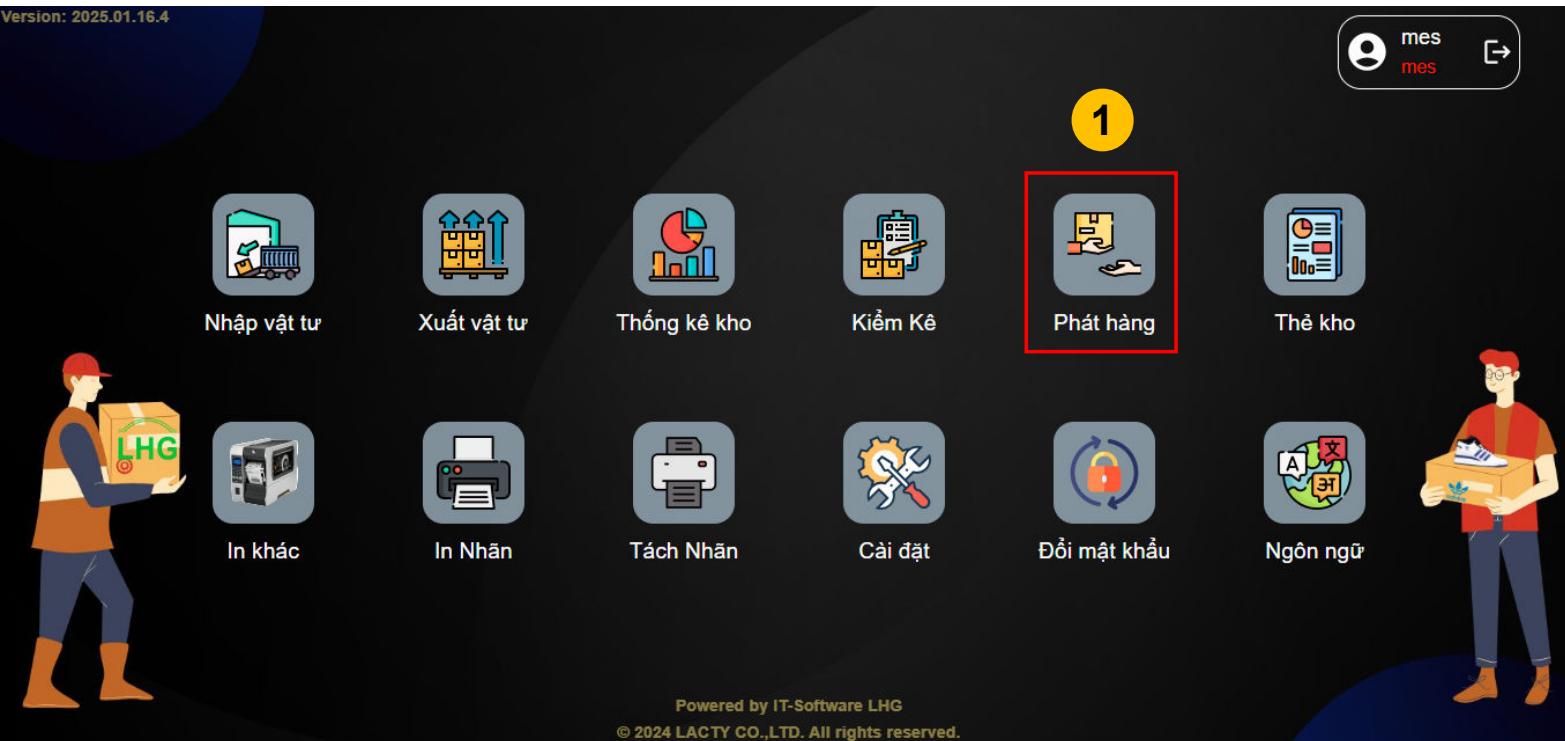 Version: 2025.01.16.4
mes
mes
1
Nhập vật tư
Xuất vật tư
Thống kê kho
Kiểm Kê
Phát hàng
Thẻ kho
LHG
In khác
In Nhãn
Tách Nhãn
Cài đặt
Đổi mật khẩu
Ngôn ngữ
A
文
अ
Powered by IT-Software LHG
© 2024 LACTY CO.,LTD. All rights reserved.